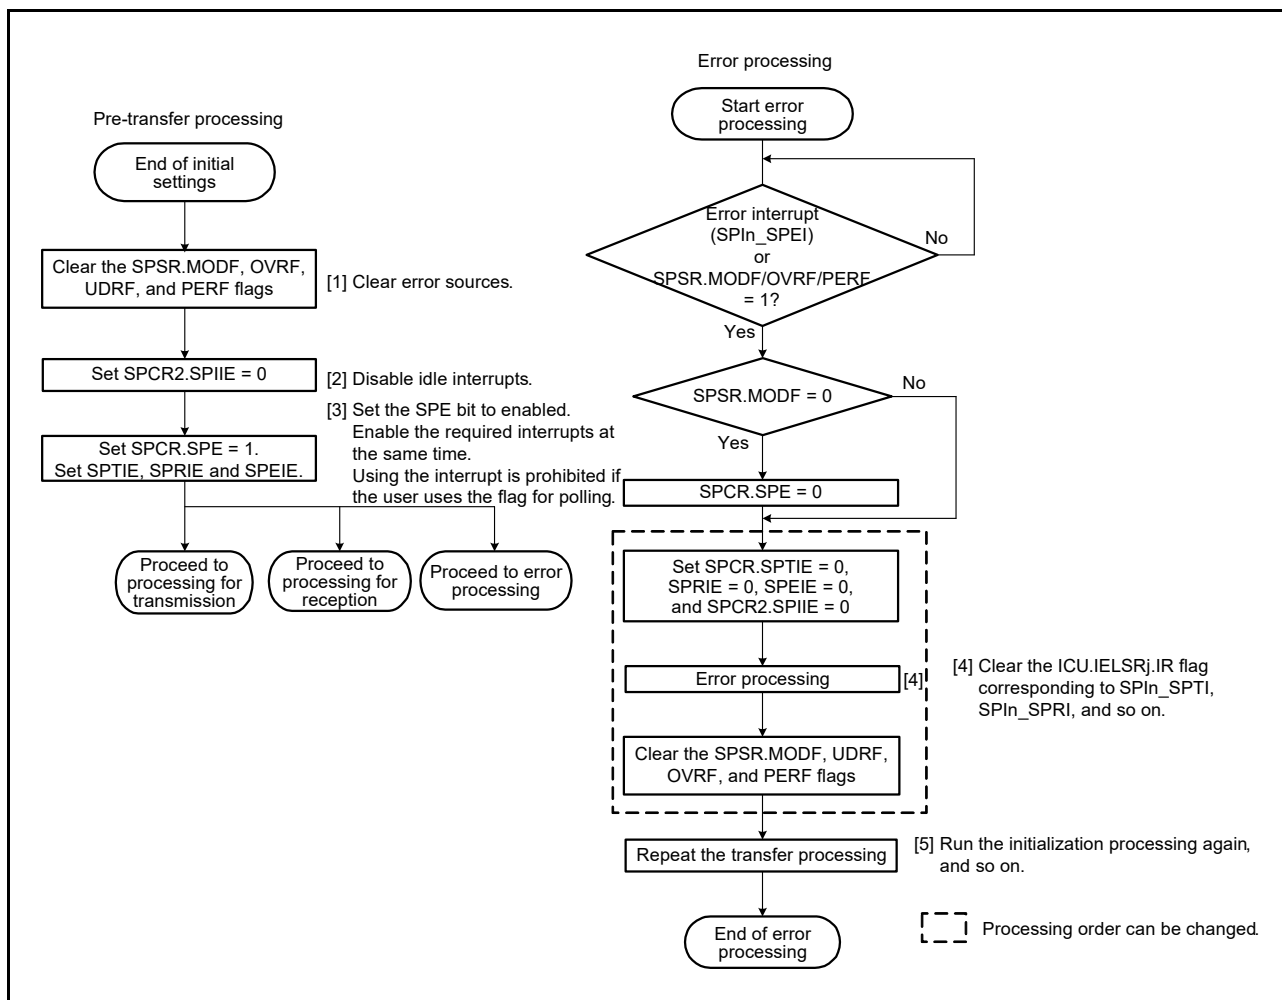 Pre-transfer processing
End of initial
settings
Clear the SPSR.MODF, OVRF,
UDRF, and PERF flags
[1] Clear error sources.
Set SPCR2.SPIIE = 0
[2] Disable idle interrupts.
[3] Set the SPE bit to enabled.
Enable the required interrupts at
the same time.
Using the interrupt is prohibited if
the user uses the flag for polling.
Set SPCR.SPE = 1.
Set SPTIE, SPRIE and SPEIE.
Proceed to
processing for
transmission
Proceed to
processing for
reception
Proceed to error
processing
Error processing
Start error
processing
Error interrupt
(SPIn_SPEI)
or
SPSR.MODF/OVRF/PERF
= 1?
No
Yes
SPSR.MODF = 0
No
Yes
SPCR.SPE = 0
Set SPCR.SPTIE = 0,
SPRIE = 0, SPEIE = 0,
and SPCR2.SPIIE = 0
Error processing
[4]
[4] Clear the ICU.IELSRj.IR flag
corresponding to SPIn_SPTI,
SPIn_SPRI, and so on.
Clear the SPSR.MODF, UDRF,
OVRF, and PERF flags
Repeat the transfer processing
[5] Run the initialization processing again,
and so on.
End of error
processing
Processing order can be changed.